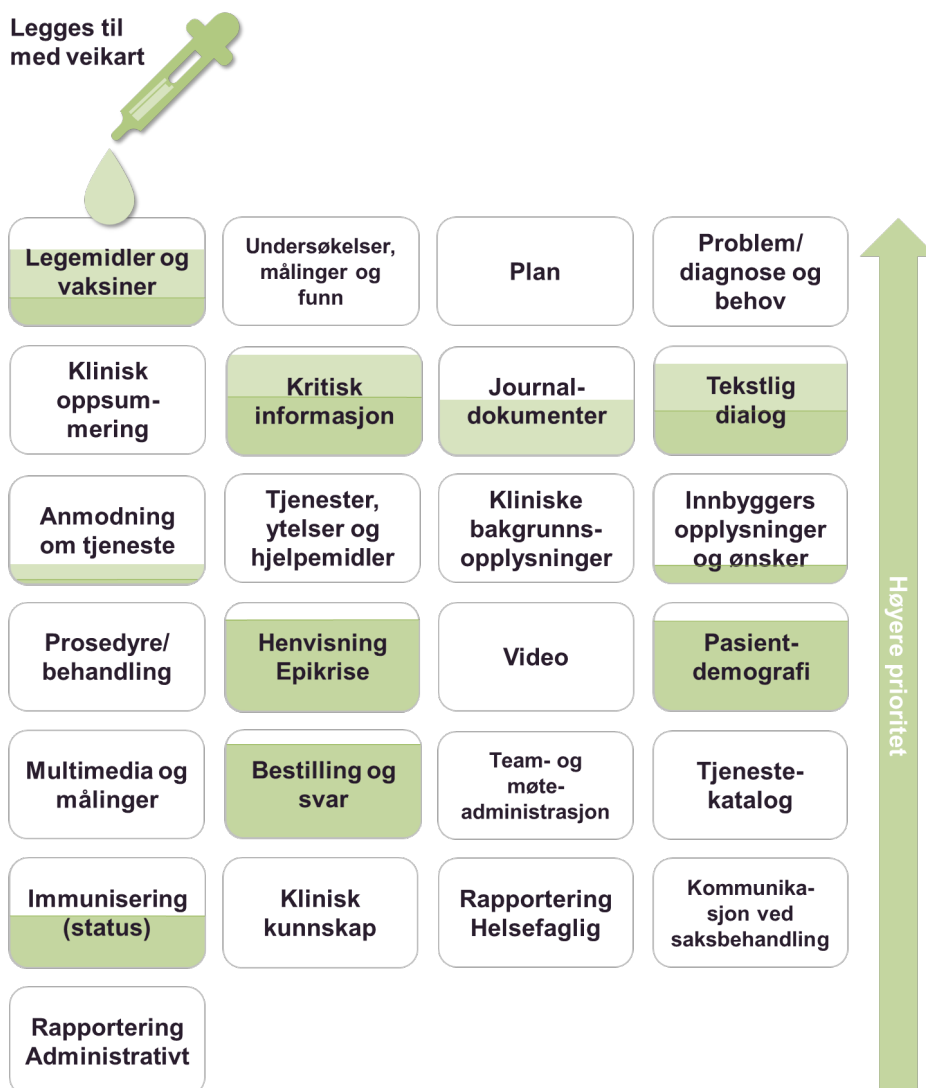 Legges til
med veikart
Legemidler og
vaksiner
Undersøkelser,
målinger og
funn
Plan
Problem/
diagnose og
behov
Klinisk
oppsum-
mering
Kritisk
informasjon
Journal-
dokumenter
Tekstlig
dialog
Anmodning
om tjeneste
Tjenester,
ytelser og
hjelpemidler
Kliniske
bakgrunns-
opplysninger
Innbyggers
opplysninger
og ønsker
Prosedyre/
behandling
Henvisning
Epikrise
Video
Pasient-
demografi
Multimedia og
målinger
Bestilling og
svar
Team- og
møte-
administrasjon
Tjeneste-
katalog
Immunisering
(status)
Klinisk
kunnskap
Rapportering
Helsefaglig
Kommunika-
sjon ved
saksbehandling
Rapportering
Administrativt
Høyere prioritet